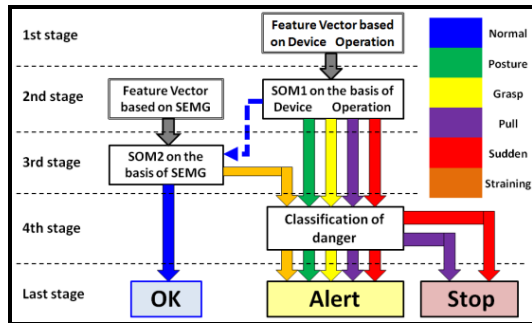 1st stage
Feature Vector based
on Device Operation
Normal
Posture
2nd stage
Feature Vector
based on SEMG
SOM1 on the basis of
Device Operation
Grasp
Pull
3rd stage
SOM2 on the
basis of SEMG
Sudden
Straining
4th stage
Classification of
danger
Last stage
OK
Alert
Stop